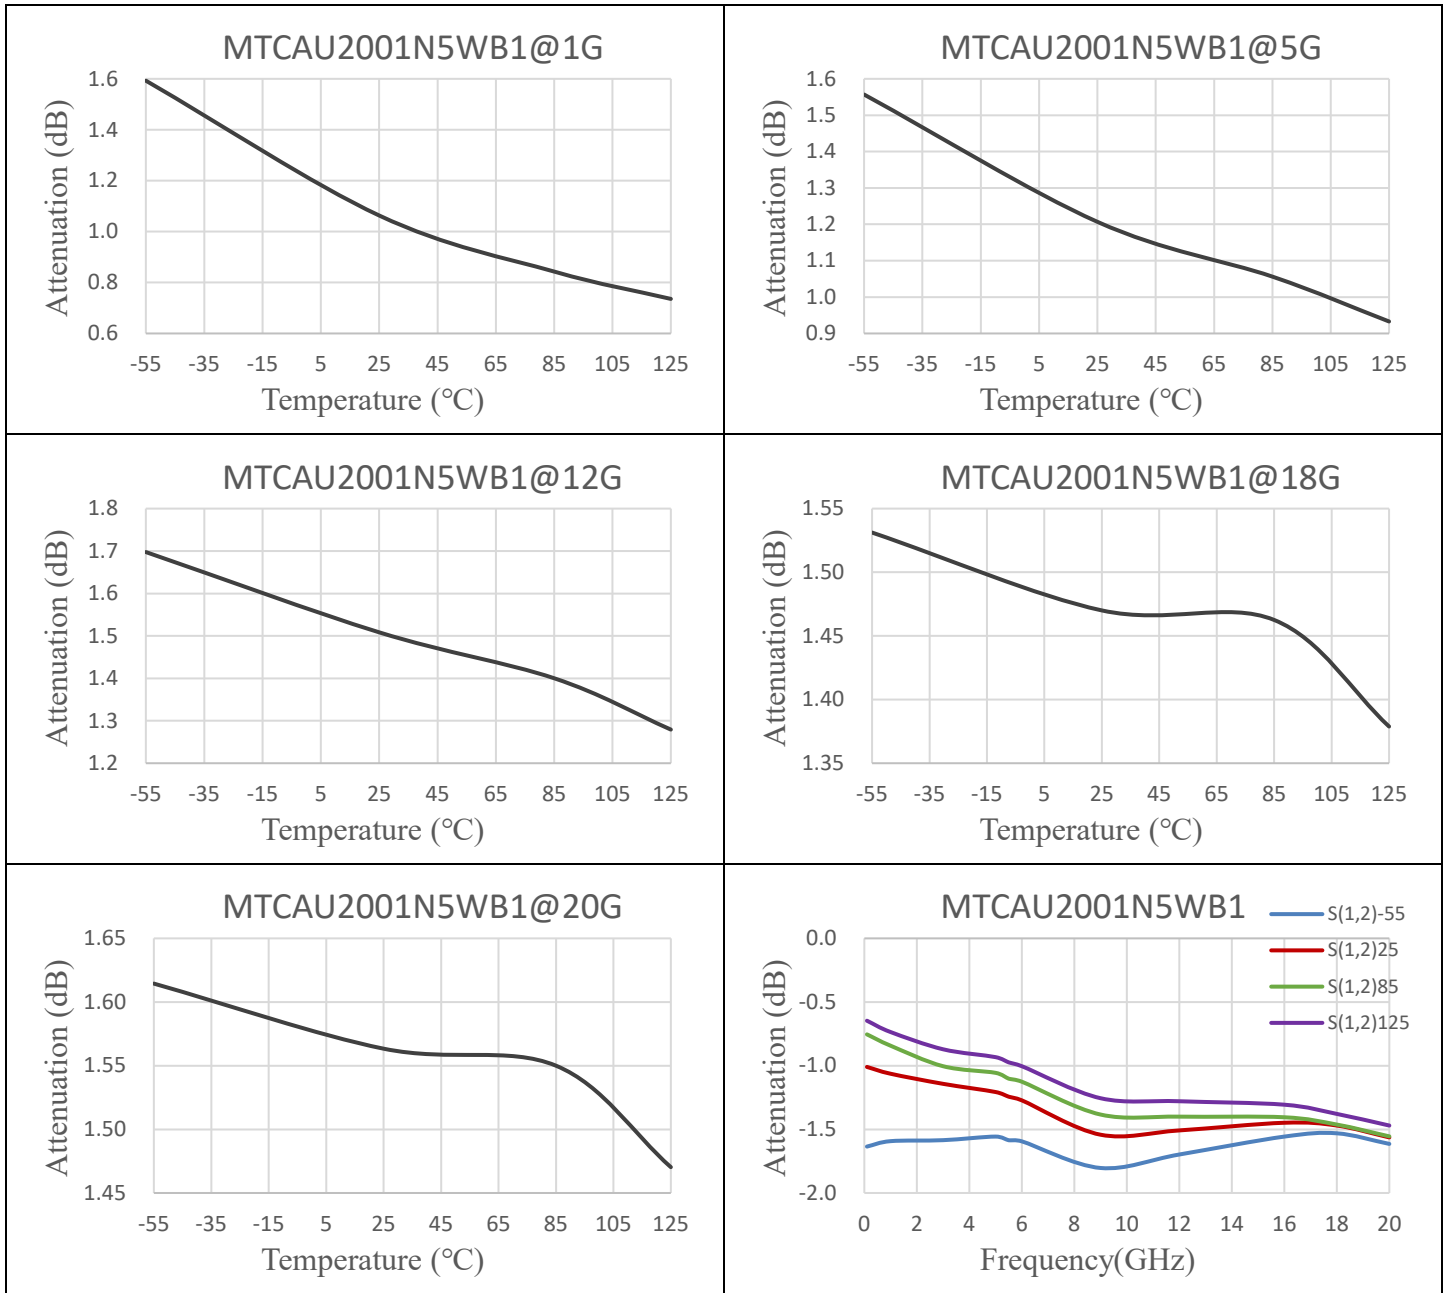 MTCAU2001N5WB1@1G
Attenuation (dB)
1.6
1.4
1.2
1.0
0.8
0.6
-55 -35 -15 5 25 45 65 85 105 125
Temperature (℃)
MTCAU2001N5WB1@5G
Attenuation (dB)
1.6
1.5
1.4
1.3
1.2
1.1
1.0
0.9
-55 -35 -15 5 25 45 65 85 105 125
Temperature (℃)
MTCAU2001N5WB1@12G
Attenuation (dB)
1.8
1.7
1.6
1.5
1.4
1.3
1.2
-55 -35 -15 5 25 45 65 85 105 125
Temperature (℃)
MTCAU2001N5WB1@18G
Attenuation (dB)
1.55
1.50
1.45
1.40
1.35
-55 -35 -15 5 25 45 65 85 105 125
Temperature (℃)
MTCAU2001N5WB1@20G
Attenuation (dB)
1.65
1.60
1.55
1.50
1.45
-55 -35 -15 5 25 45 65 85 105 125
Temperature (℃)
MTCAU2001N5WB1
S(1,2)-55
S(1,2)25
S(1,2)85
S(1,2)125
Attenuation (dB)
0.0
-0.5
-1.0
-1.5
-2.0
0 2 4 6 8 10 12 14 16 18 20
Frequency(GHz)